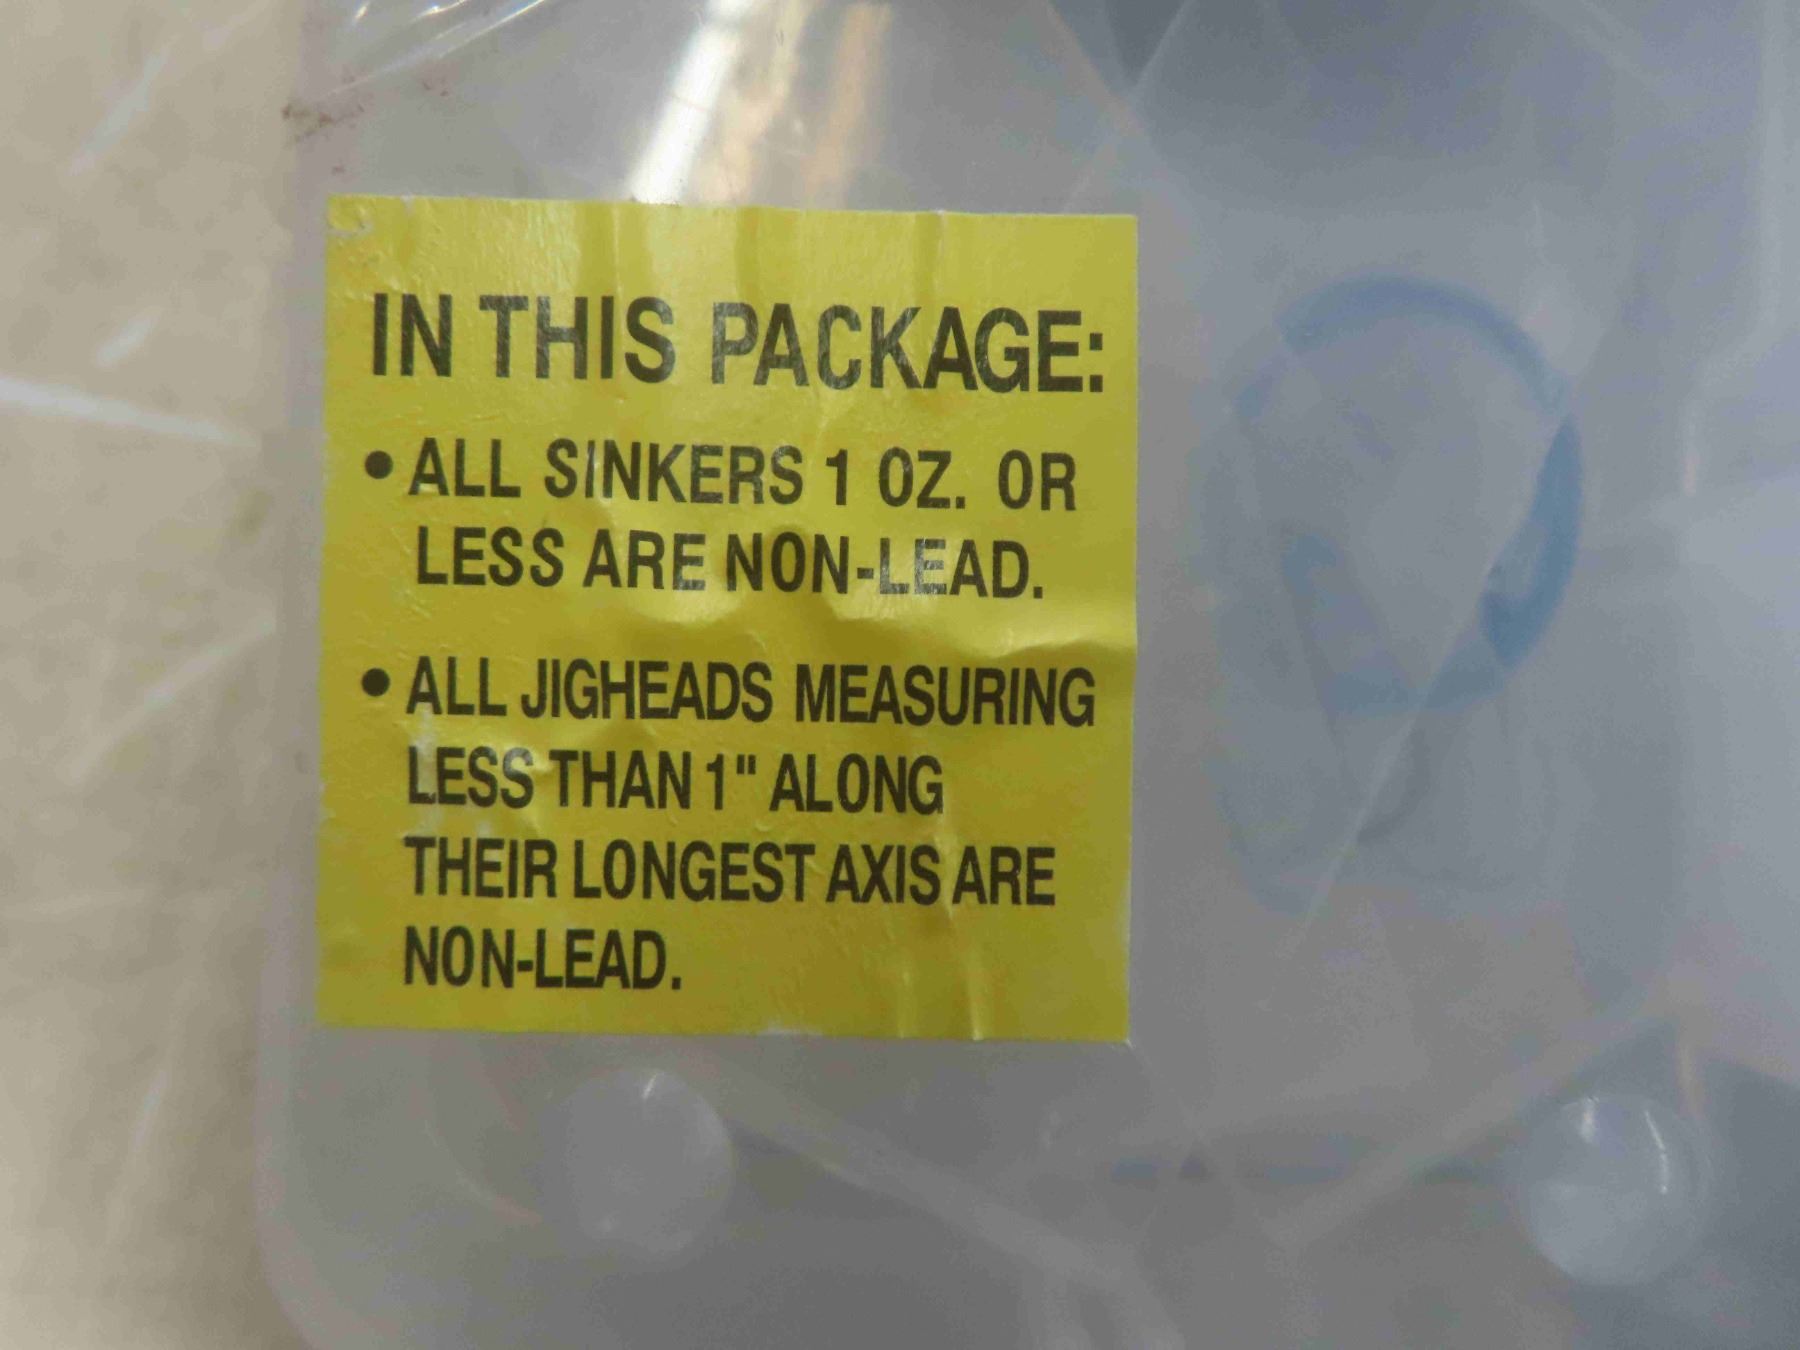 IN THIS PACKAGE:
• ALL SINKERS 1 OZ. OR
LESS ARE NON-LEAD.
• ALL JIGHEADS MEASURING
LESS THAN 1" ALONG
THEIR LONGEST AXIS ARE
NON-LEAD.